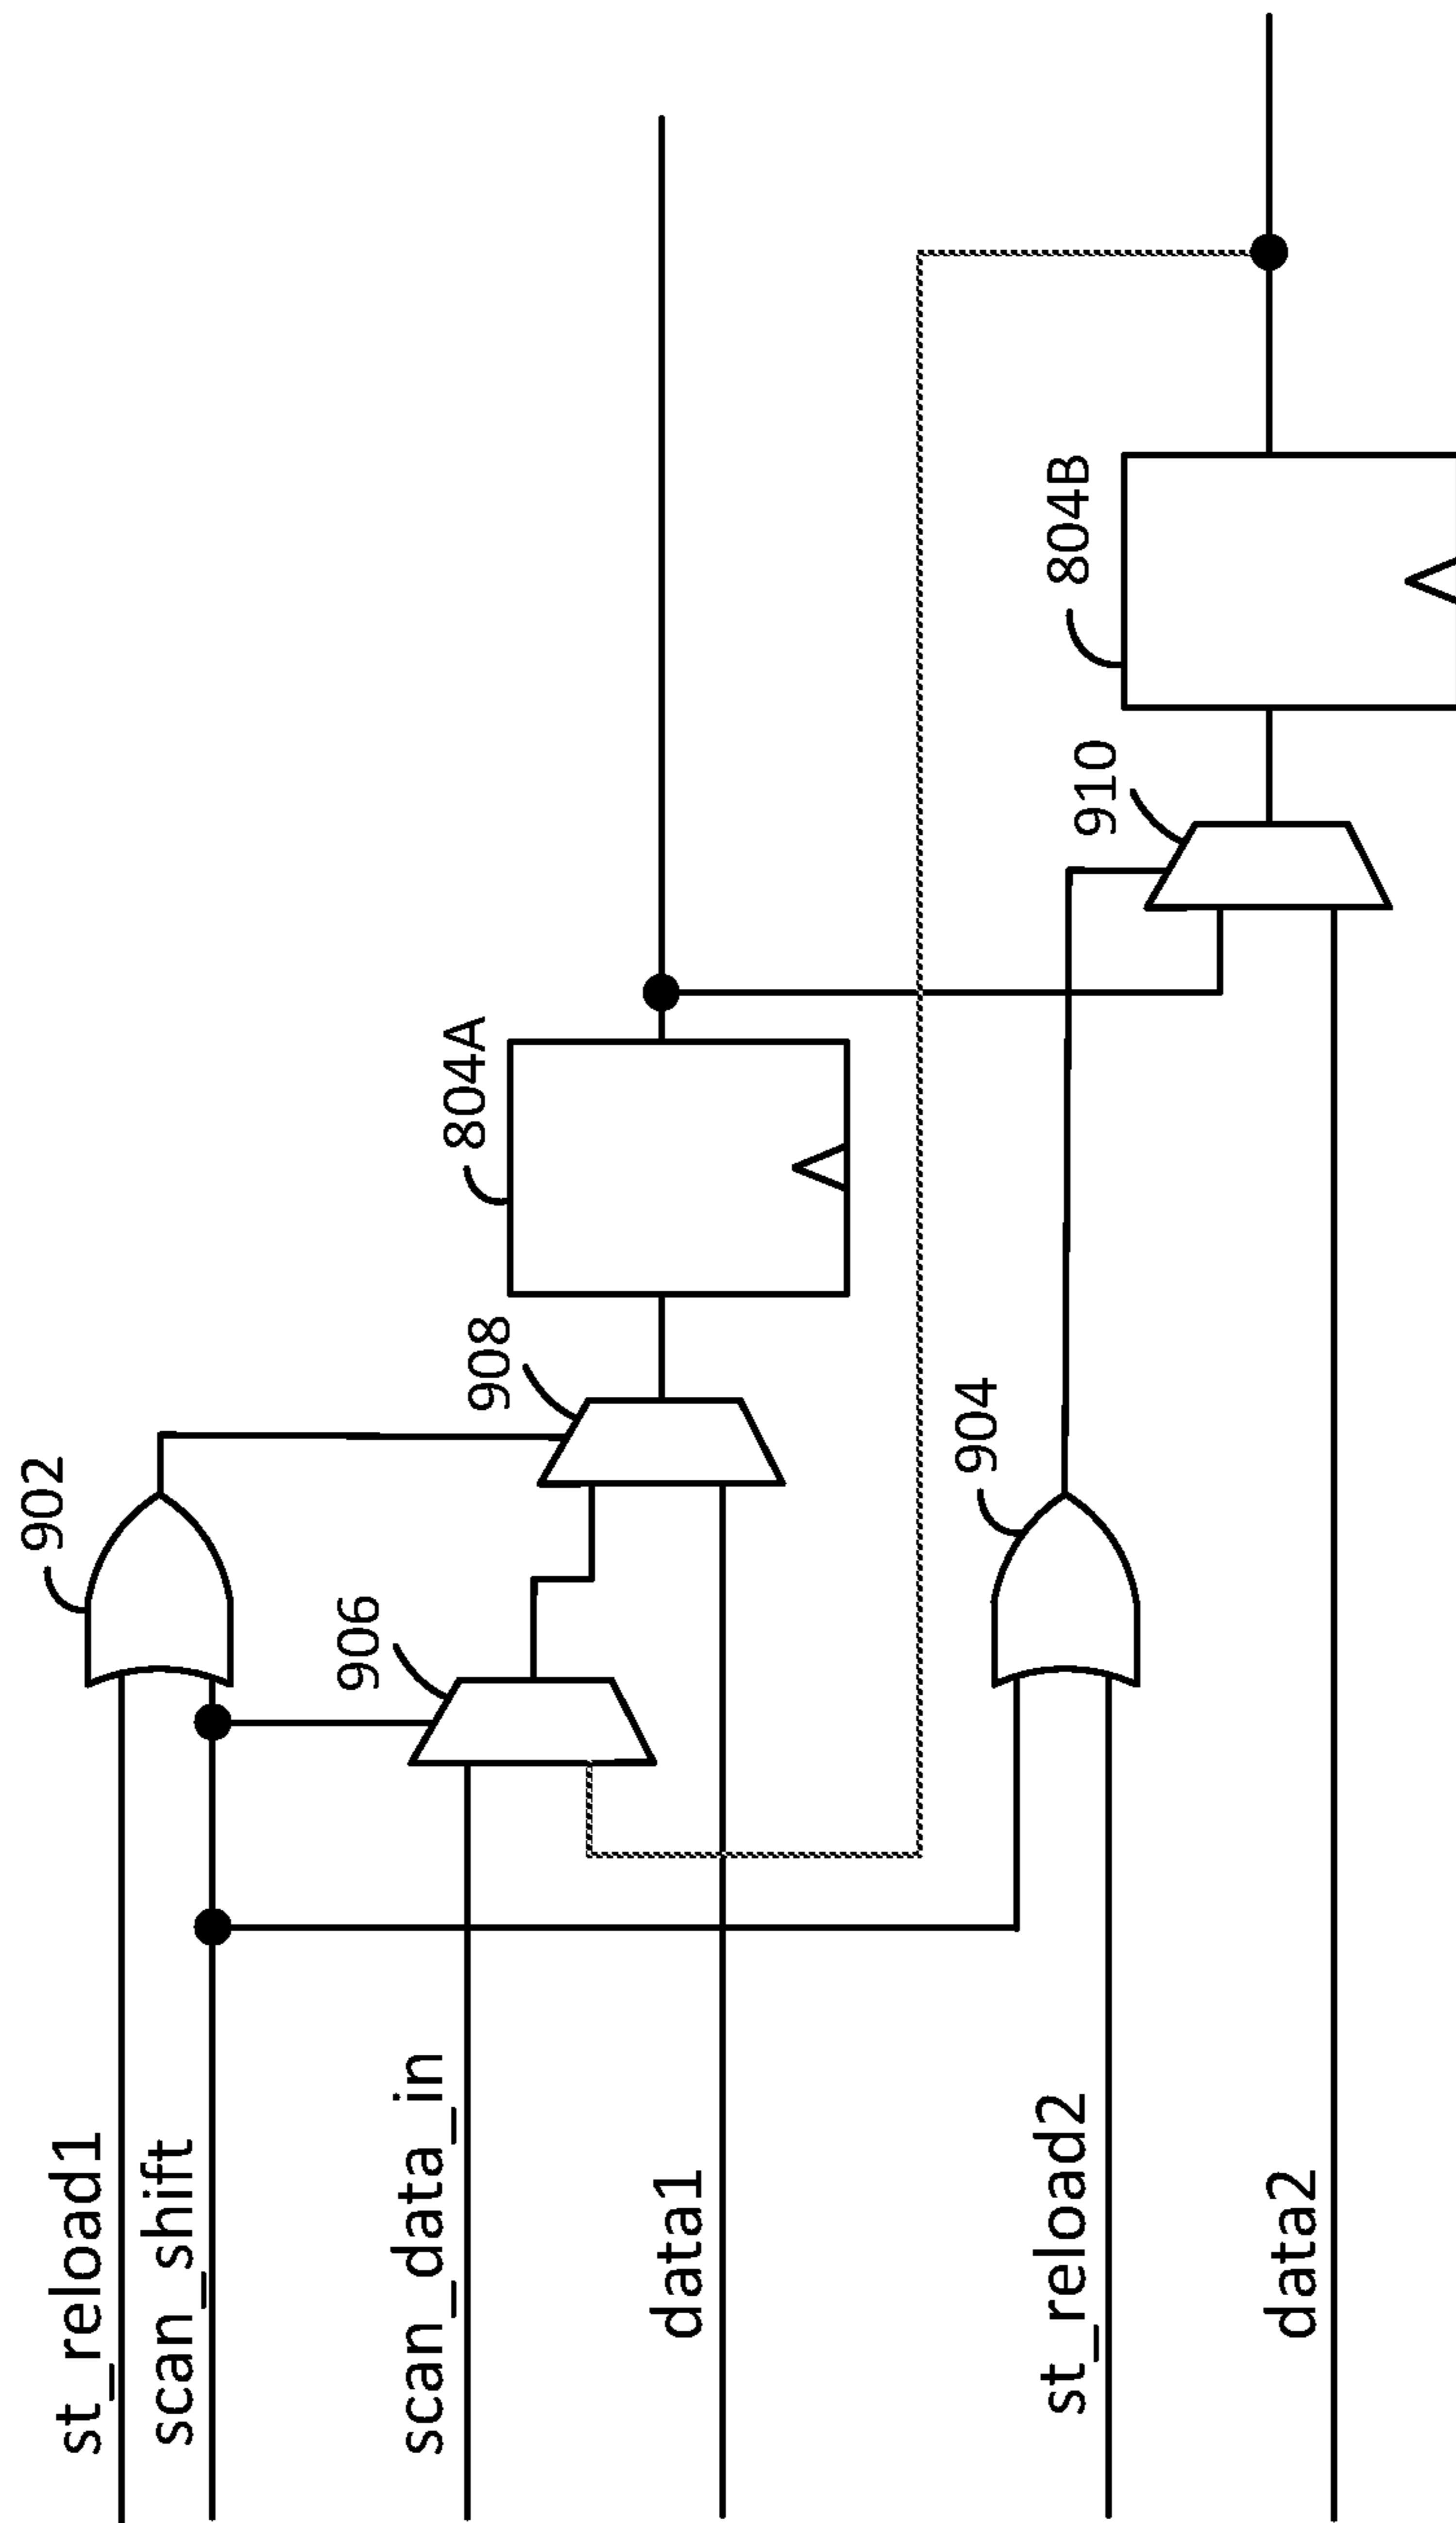 st_reload1
scan_shift
scan_data_in
data1
st_reload2
data2
902
906
908
804A
904
910
804B